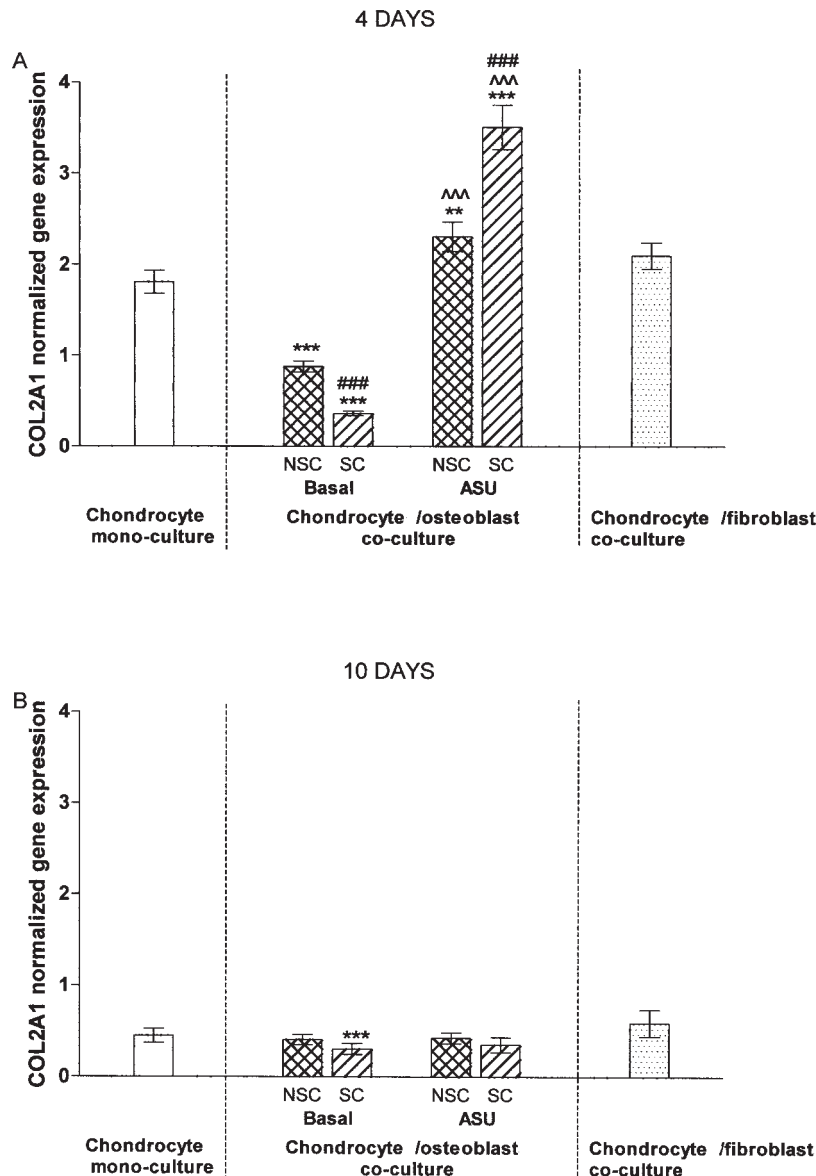 4 DAYS
A
COL2A1 normalized gene expression
4
3
2
1
0
***
###
***
^^^
**
###
^^^
***
NSC SC NSC SC
Basal ASU
Chondrocyte mono-culture
Chondrocyte /osteoblast co-culture
Chondrocyte /fibroblast co-culture
10 DAYS
B
COL2A1 normalized gene expression
4
3
2
1
0
***
NSC SC NSC SC
Basal ASU
Chondrocyte mono-culture
Chondrocyte /osteoblast co-culture
Chondrocyte /fibroblast co-culture